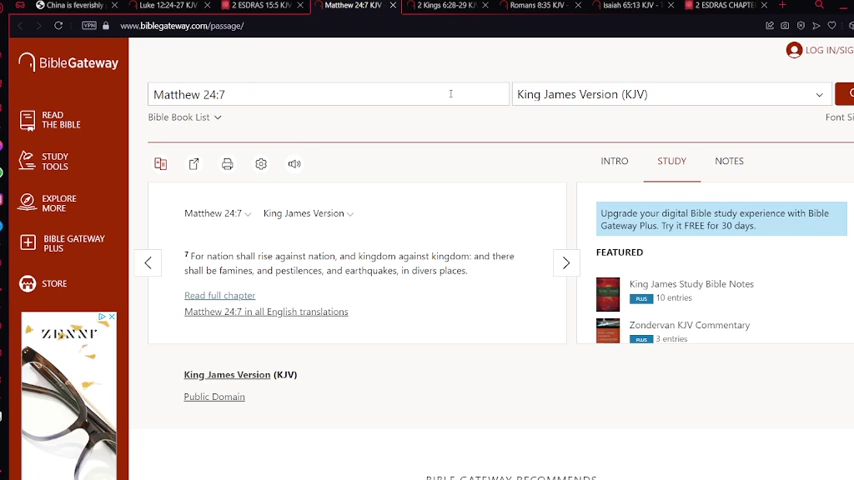 China is feverishly
Luke 12:24-27 KJV
2 ESDRAS 15:5 KJV
Matthew 24:7 KJV
2 Kings 6:28-29 KJV
Romans 8:35 KJV -
Isaiah 65:13 KJV - T
2 ESDRAS CHAPTE
VPN
www.biblegateway.com/passage/
BibleGateway
LOG IN/SIG
Matthew 24:7
King James Version (KJV)
Bible Book List
Font Si
READ
THE BIBLE
STUDY
TOOLS
EXPLORE
MORE
BIBLE GATEWAY
PLUS
STORE
INTRO
STUDY
NOTES
Matthew 24:7
King James Version
7 For nation shall rise against nation, and kingdom against kingdom: and there
shall be famines, and pestilences, and earthquakes, in divers places.
Read full chapter
Matthew 24:7 in all English translations
Upgrade your digital Bible study experience with Bible
Gateway Plus. Try it FREE for 30 days.
FEATURED
King James Study Bible Notes
PLUS 10 entries
Zondervan KJV Commentary
PLUS 3 entries
King James Version (KJV)
Public Domain
ZENNI
BIBLE GATEWAY RECOMMENDS